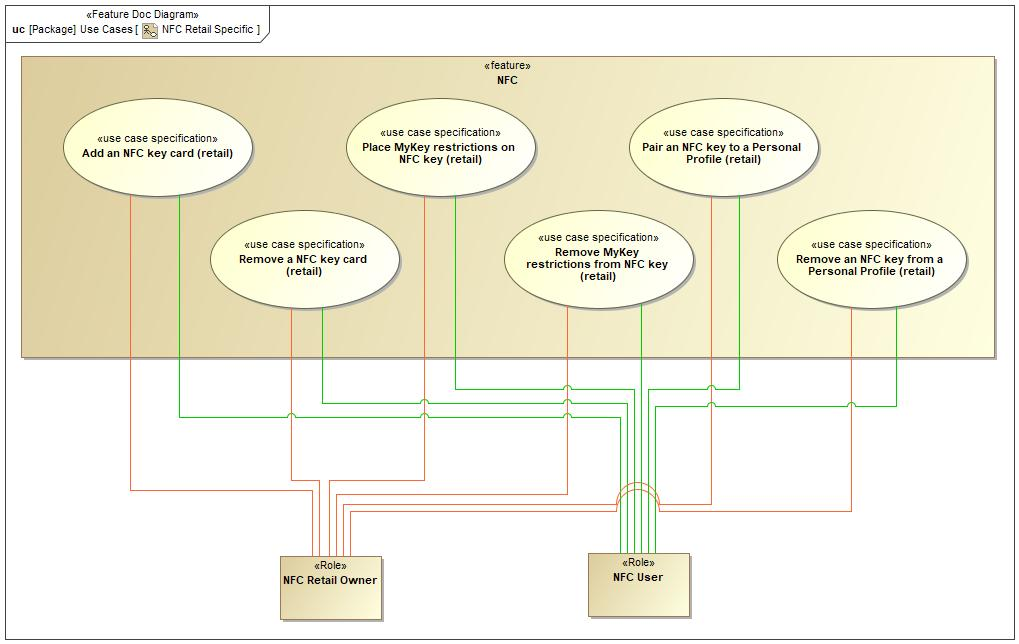 «Feature Doc Diagram»
uc [Package] Use Cases [ NFC Retail Specific ]
«feature»
NFC
«use case specification»
Add an NFC key card (retail)
«use case specification»
Place MyKey restrictions on
NFC key (retail)
«use case specification»
Pair an NFC key to a Personal
Profile (retail)
«use case specification»
Remove a NFC key card
(retail)
«use case specification»
Remove MyKey
restrictions from NFC key
(retail)
«use case specification»
Remove an NFC key from a
Personal Profile (retail)
«Role»
NFC Retail Owner
«Role»
NFC User